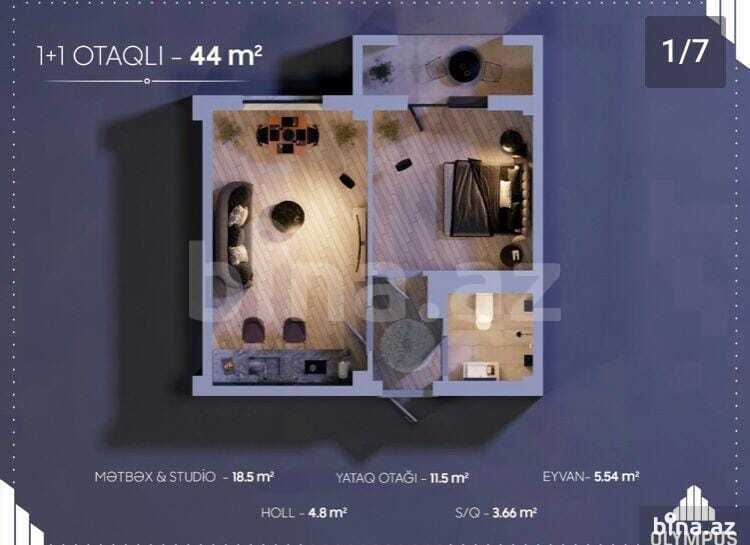 1+1 OTAQLI - 44 m²
1/7
bina.az
MƏTBƏX & STUDİO - 18.5 m²
YATAQ OTAĞI - 11.5 m²
EYVAN- 5.54 m²
HOLL - 4.8 m²
S/Q - 3.66 m²
bina.az
OLYMPUS